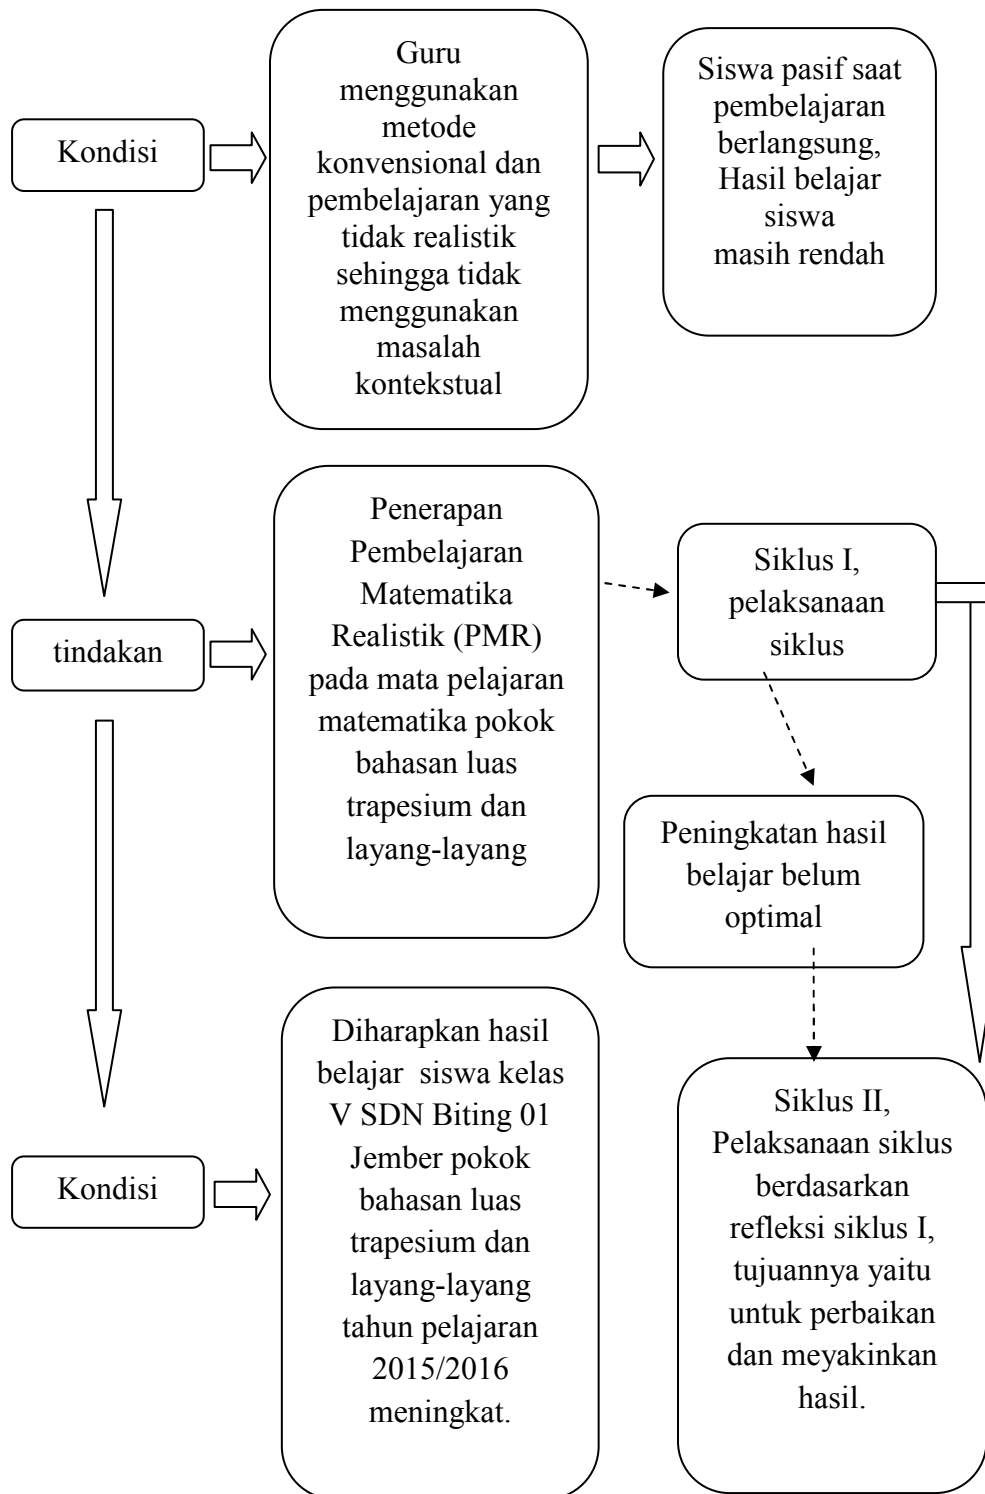 Kondisi
Guru
menggunakan
metode
konvensional dan
pembelajaran yang
tidak realistik
sehingga tidak
menggunakan
masalah
kontekstual
Siswa pasif saat
pembelajaran
berlangsung,
Hasil belajar
siswa
masih rendah
tindakan
Penerapan
Pembelajaran
Matematika
Realistik (PMR)
pada mata pelajaran
matematika pokok
bahasan luas
trapesium dan
layang-layang
Siklus I,
pelaksanaan
siklus
Peningkatan hasil
belajar belum
optimal
Kondisi
Diharapkan hasil
belajar siswa kelas
V SDN Biting 01
Jember pokok
bahasan luas
trapesium dan
layang-layang
tahun pelajaran
2015/2016
meningkat.
Siklus II,
Pelaksanaan siklus
berdasarkan
refleksi siklus I,
tujuannya yaitu
untuk perbaikan
dan meyakinkan
hasil.